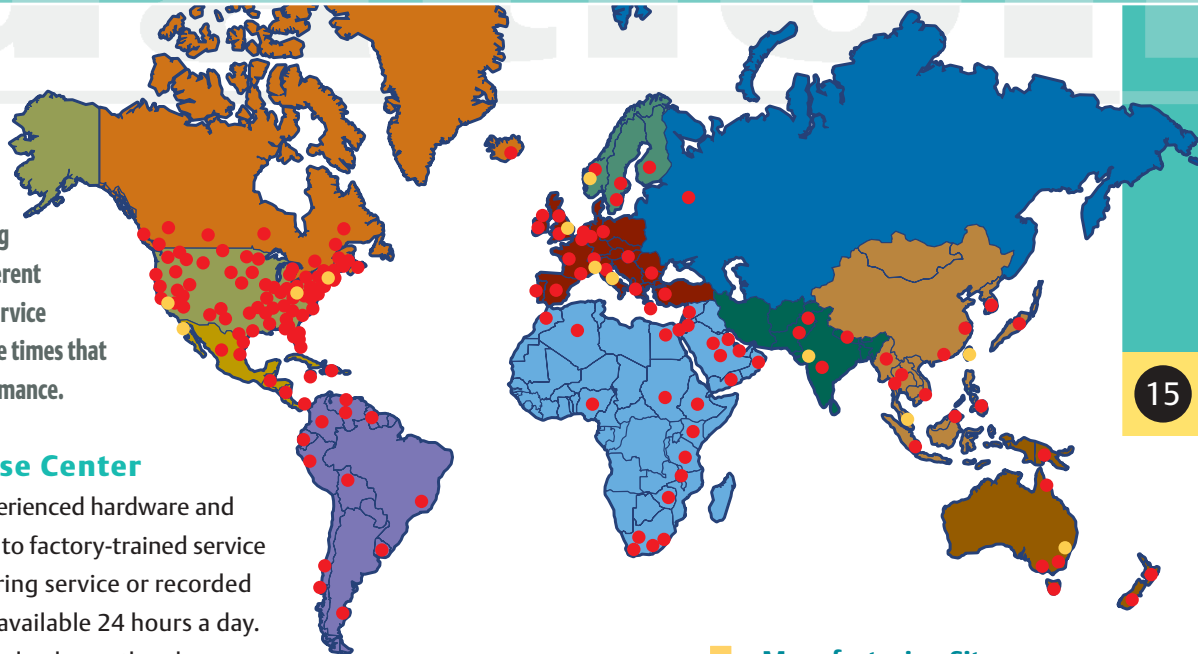 g
erent
rvice
e times that
mance.
15
se Center
erienced hardware and
to factory-trained service
ring service or recorded
available 24 hours a day.